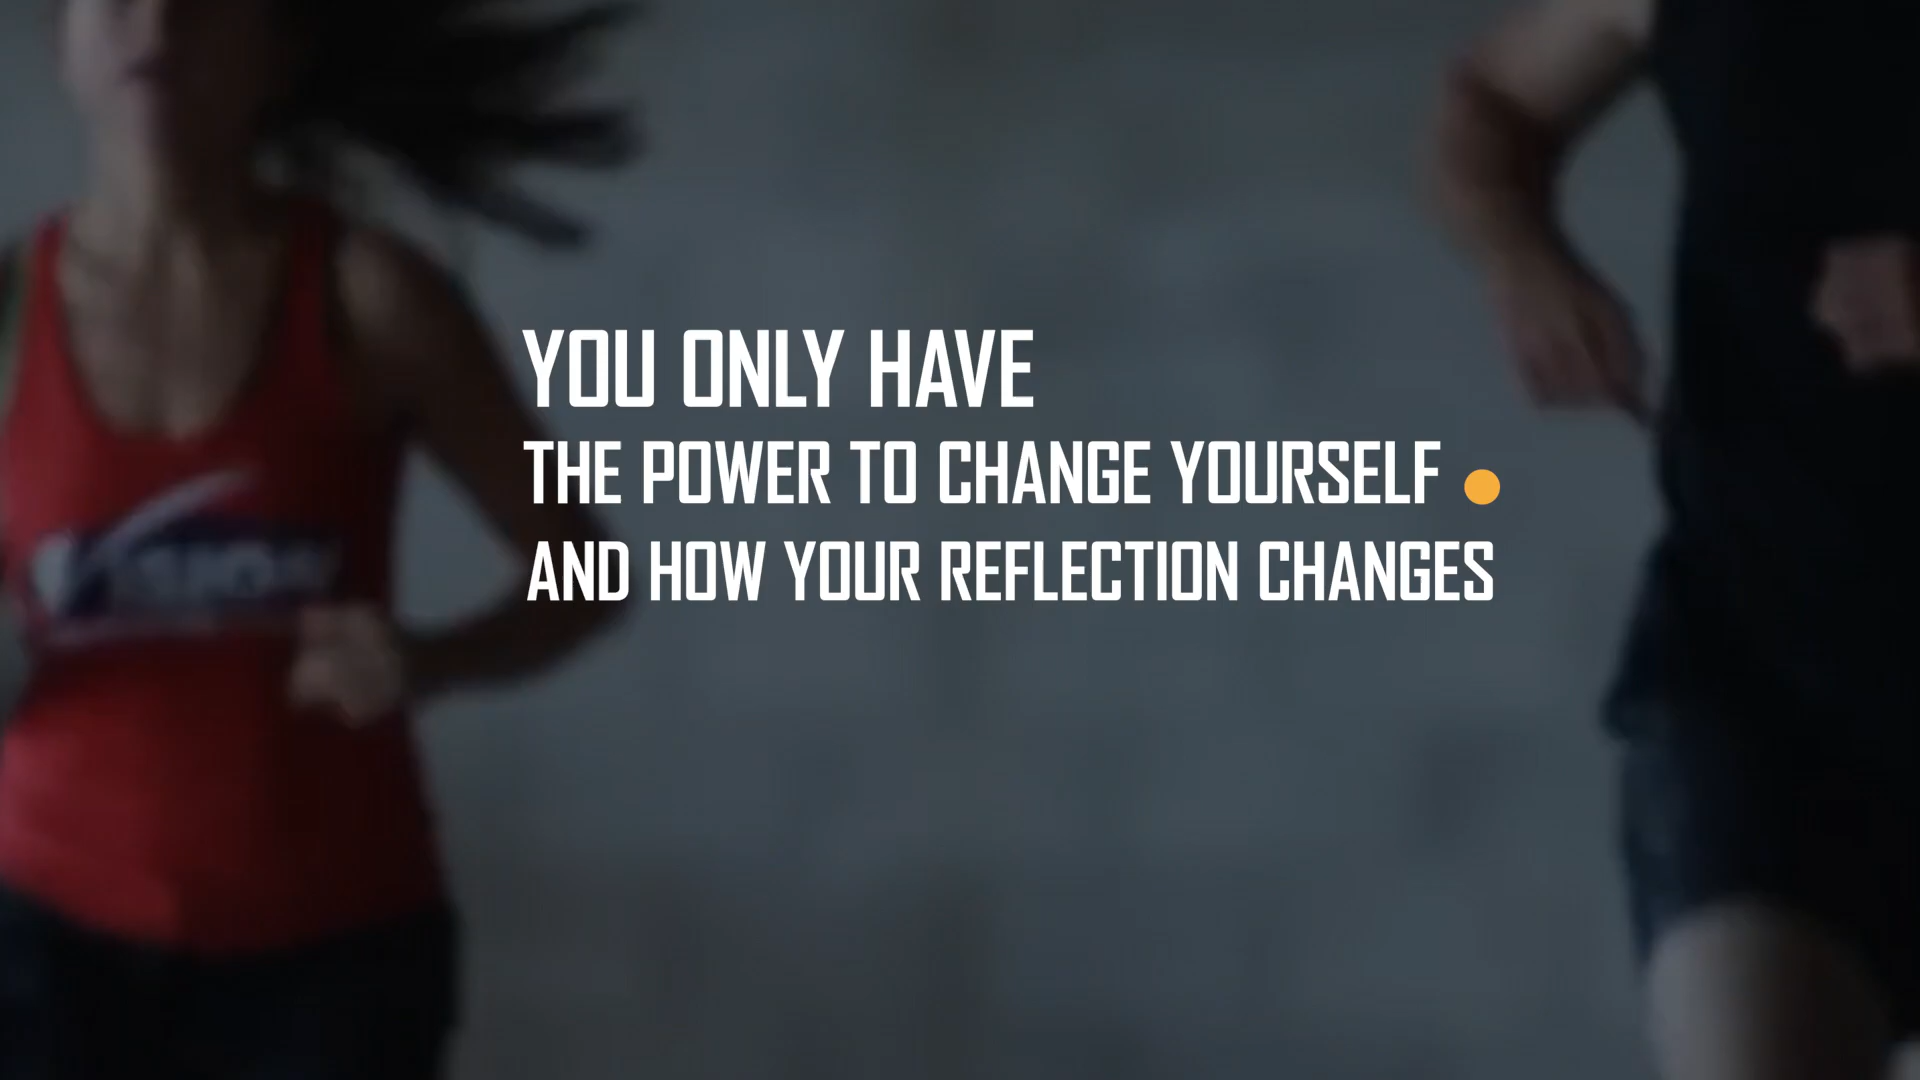 YOU ONLY HAVE
THE POWER TO CHANGE YOURSELF
AND HOW YOUR REFLECTION CHANGES